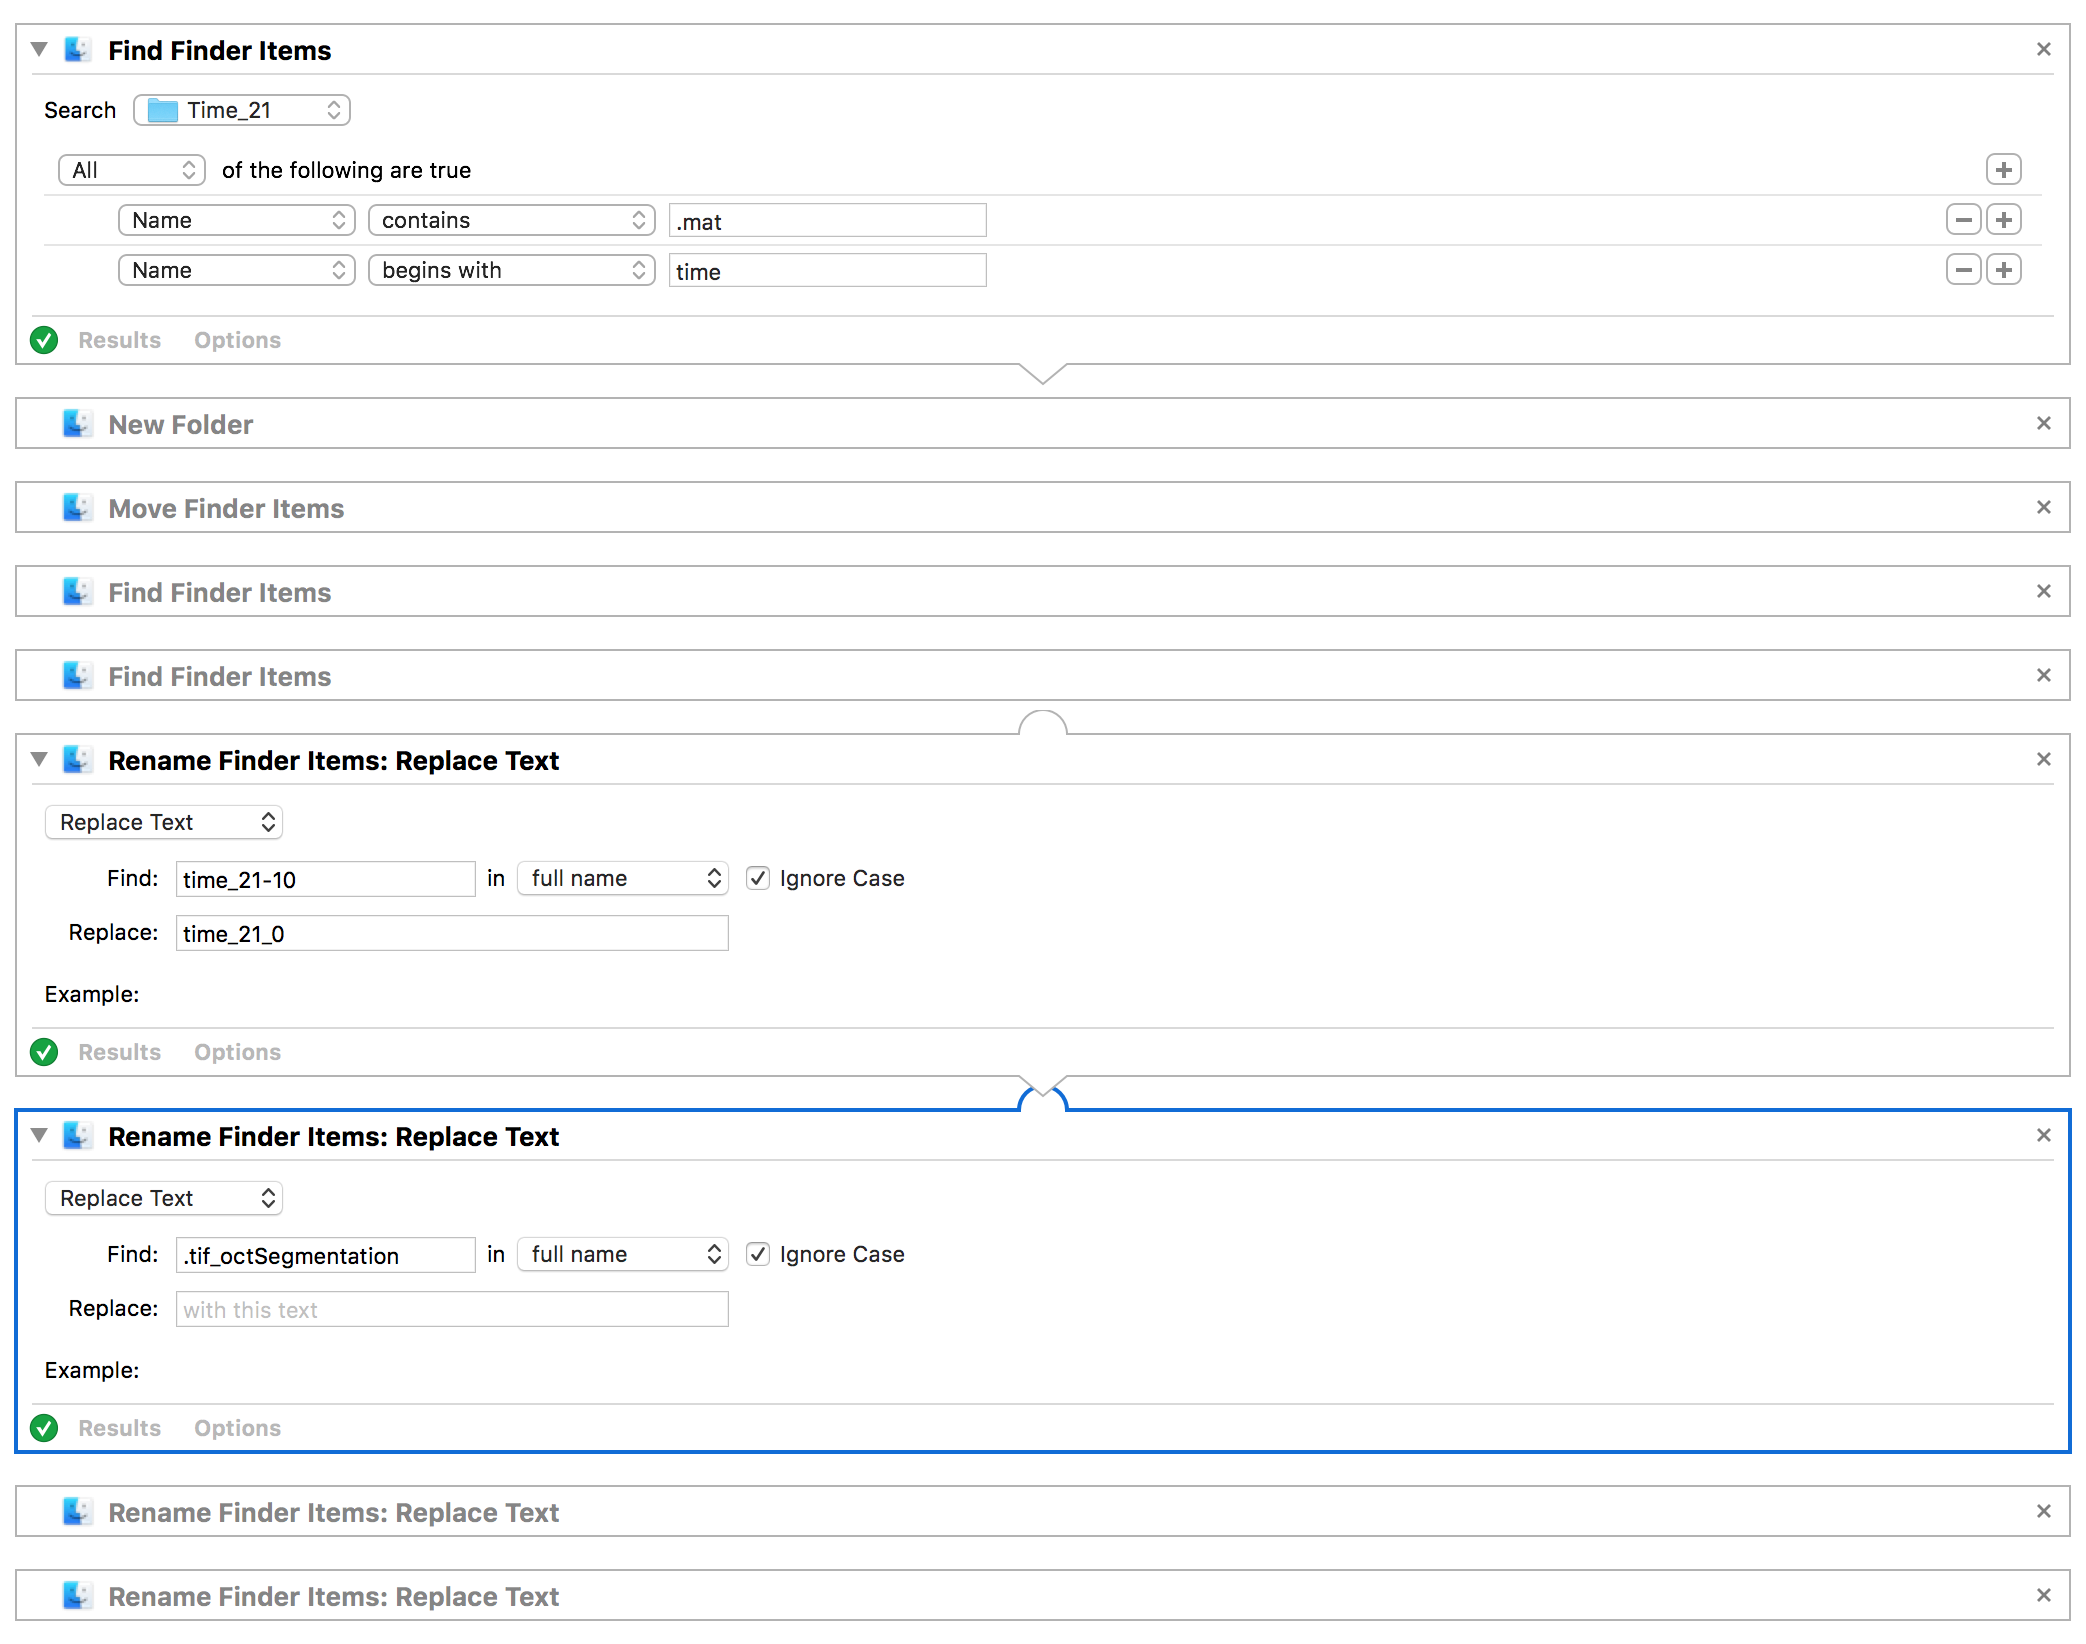 Find Finder Items
Search Time_21
All of the following are true
Name contains .mat
Name begins with time
Results Options
New Folder
Move Finder Items
Find Finder Items
Find Finder Items
Rename Finder Items: Replace Text
Replace Text
Find: time_21-10 in full name Ignore Case
Replace: time_21_0
Example:
Results Options
Rename Finder Items: Replace Text
Replace Text
Find: .tif_octSegmentation in full name Ignore Case
Replace: with this text
Example:
Results Options
Rename Finder Items: Replace Text
Rename Finder Items: Replace Text